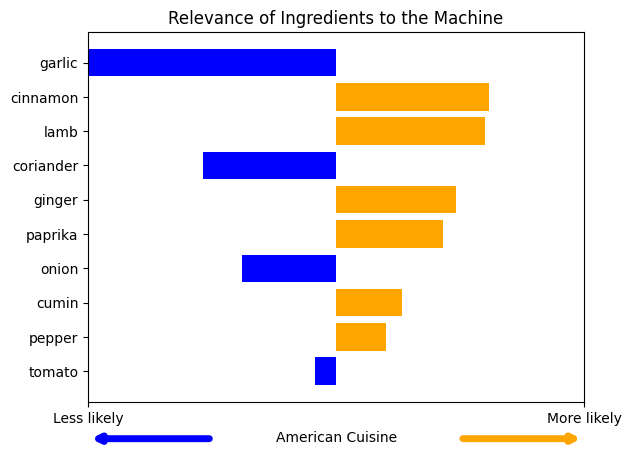 Relevance of Ingredients to the Machine
garlic
cinnamon
lamb
coriander
ginger
paprika
onion
cumin
pepper
tomato
Less likely
More likely
American Cuisine